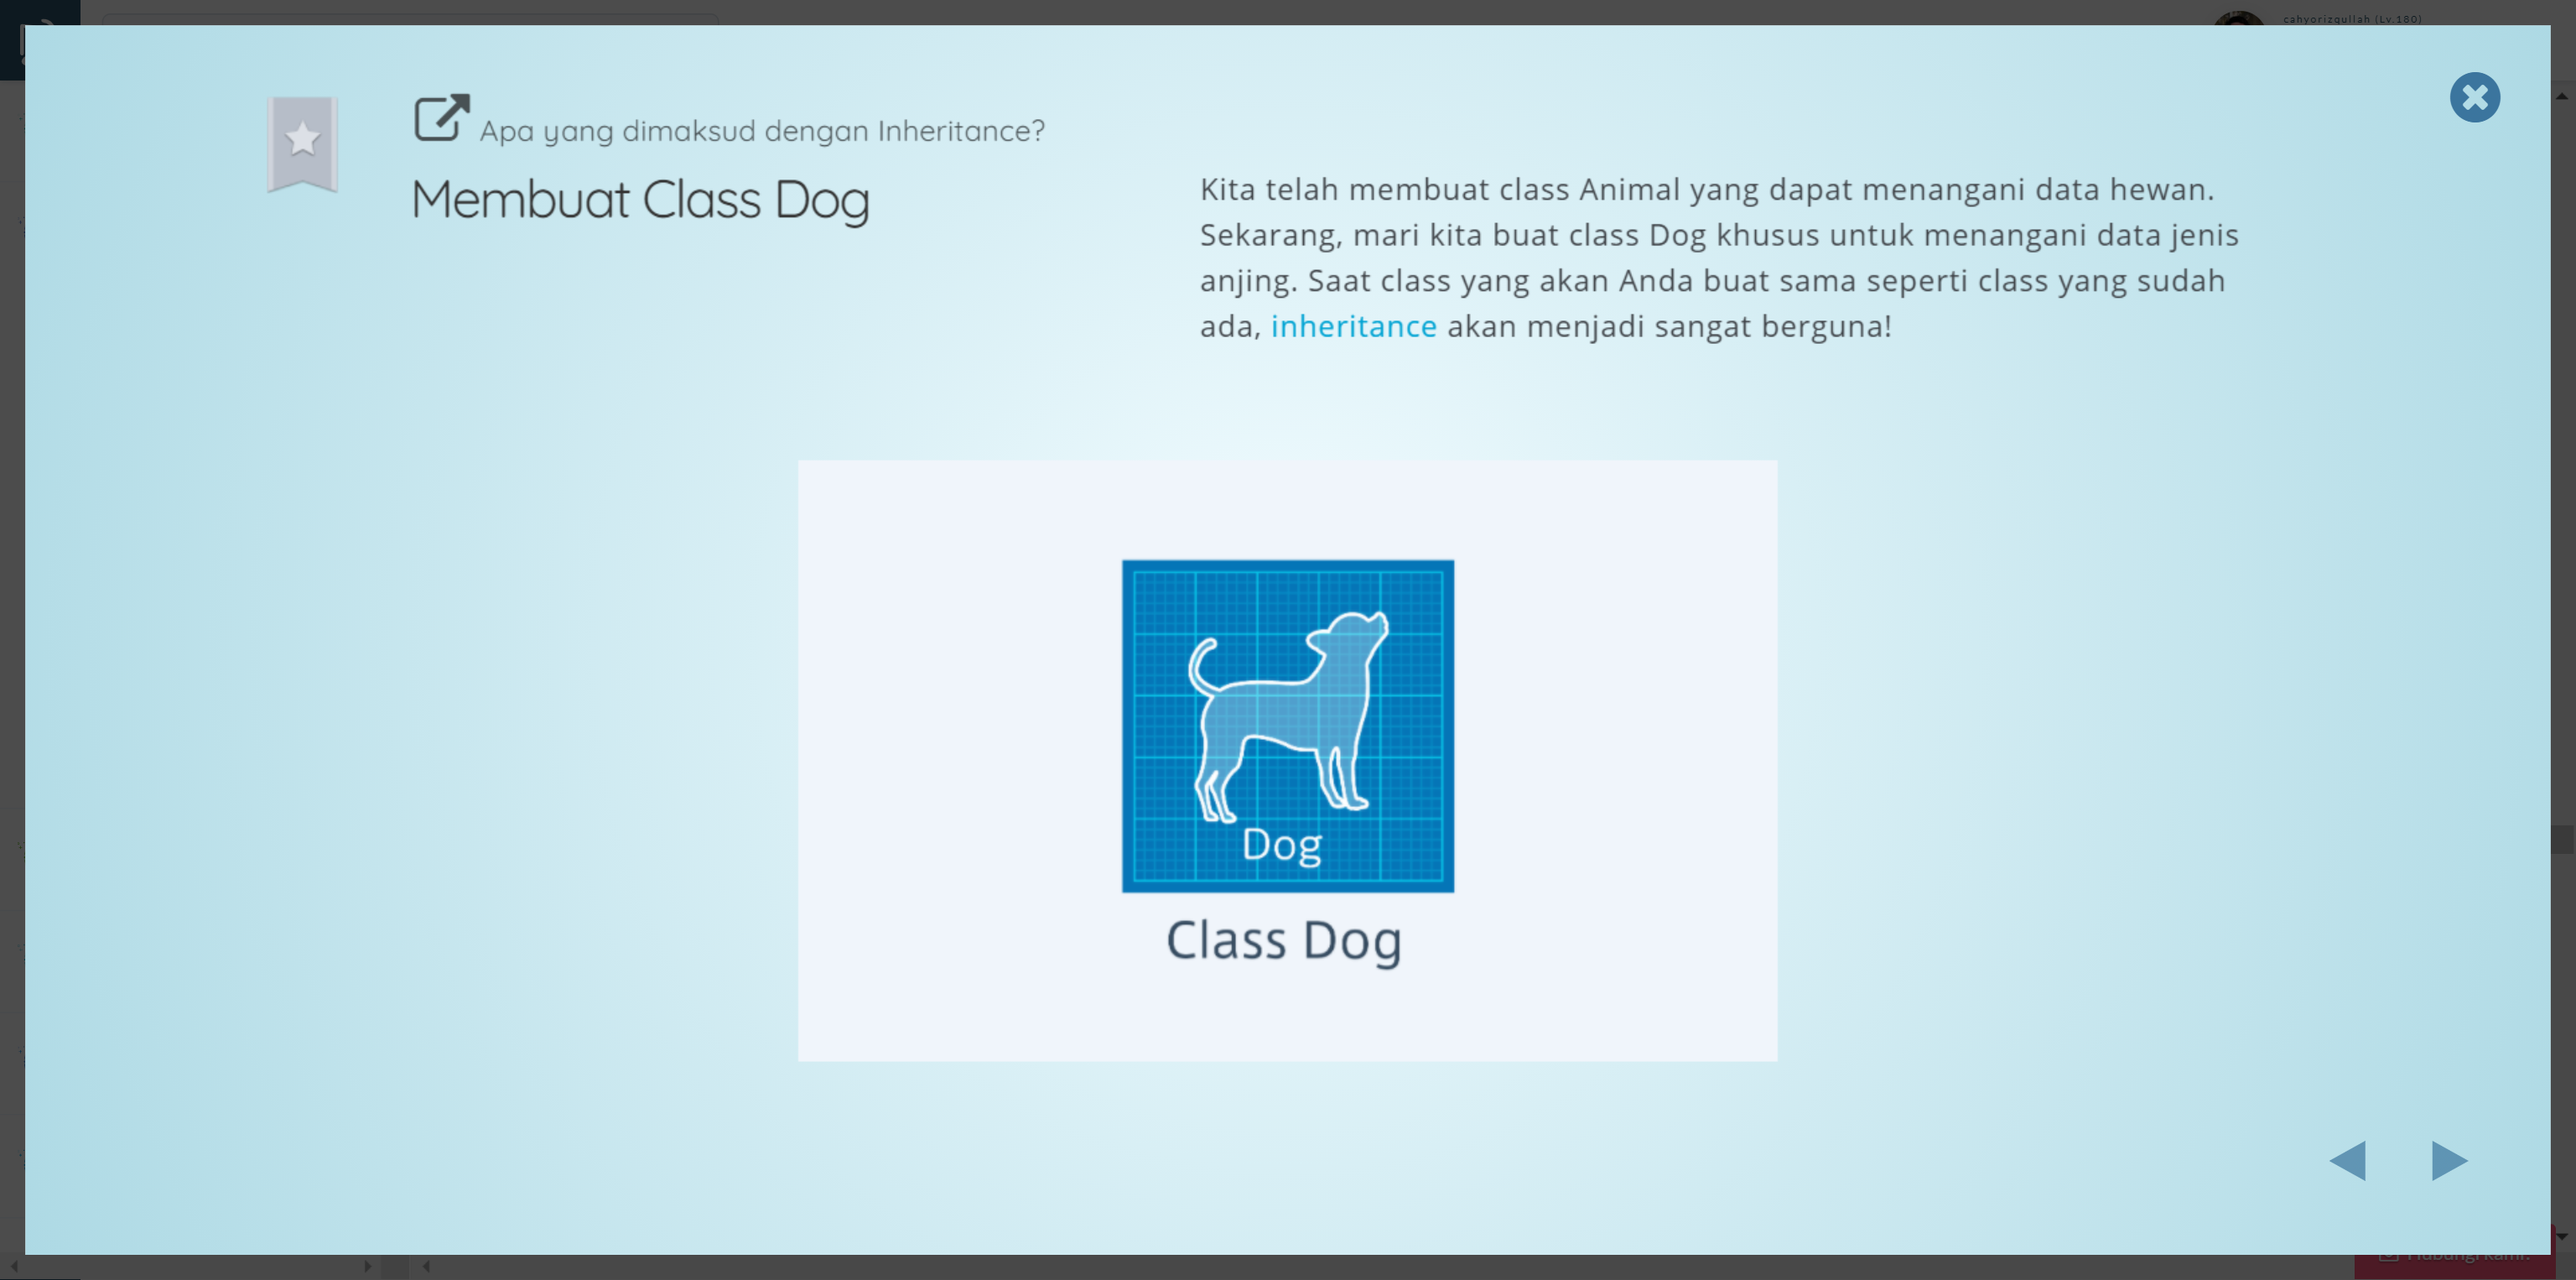 cahyorizqullah (Lv.180)
Apa yang dimaksud dengan Inheritance?
Membuat Class Dog
Kita telah membuat class Animal yang dapat menangani data hewan.
Sekarang, mari kita buat class Dog khusus untuk menangani data jenis
anjing. Saat class yang akan Anda buat sama seperti class yang sudah
ada, inheritance akan menjadi sangat berguna!
Dog
Class Dog
Hubungi kami.